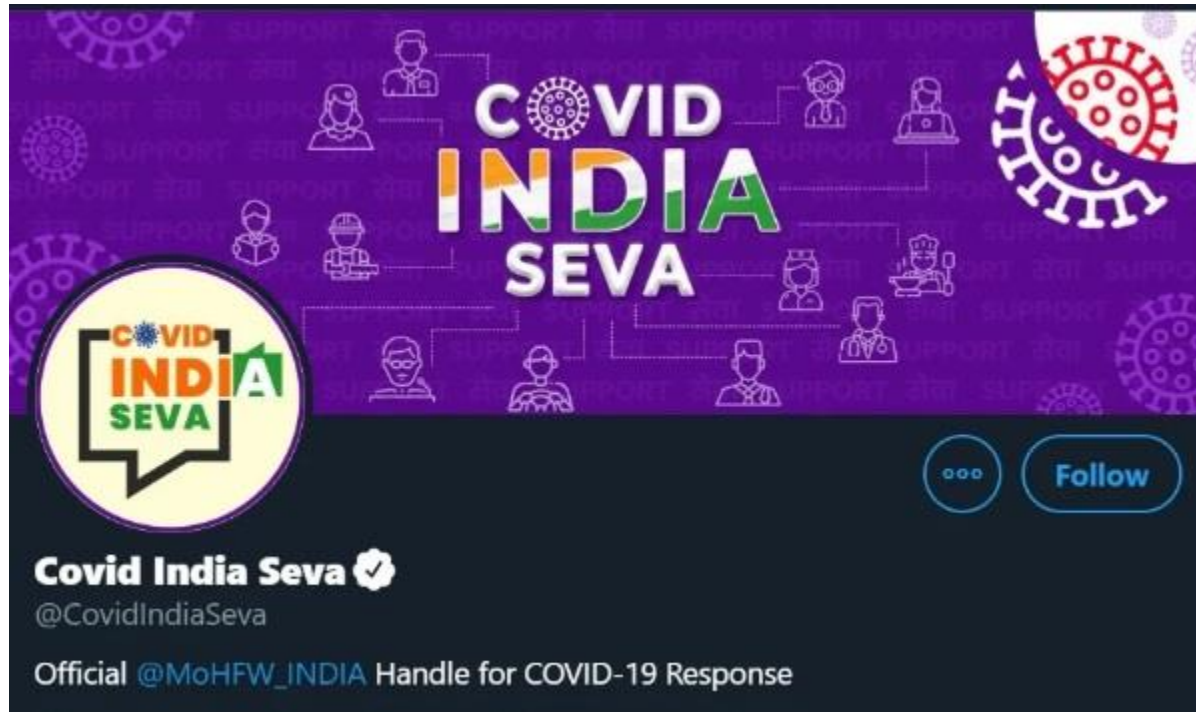 COVID
INDIA
SEVA
COVID
INDIA
SEVA
Follow
Covid India Seva
@CovidIndiaSeva
Official @MoHFW_INDIA Handle for COVID-19 Response